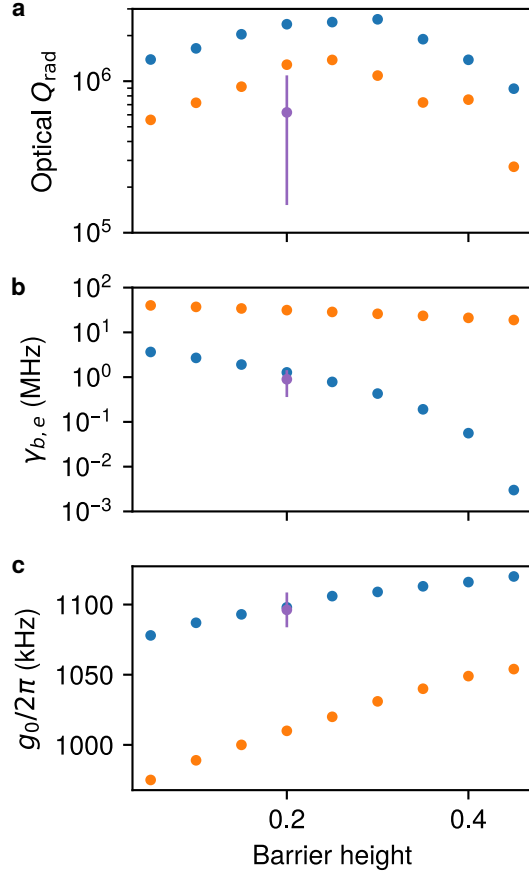 a
Optical Q_rad
10^6
10^5
b
γ_{b, e} (MHz)
10^2
10^1
10^0
10^{-1}
10^{-2}
10^{-3}
c
g_0/2π (kHz)
1100
1050
1000
0.2 0.4
Barrier height